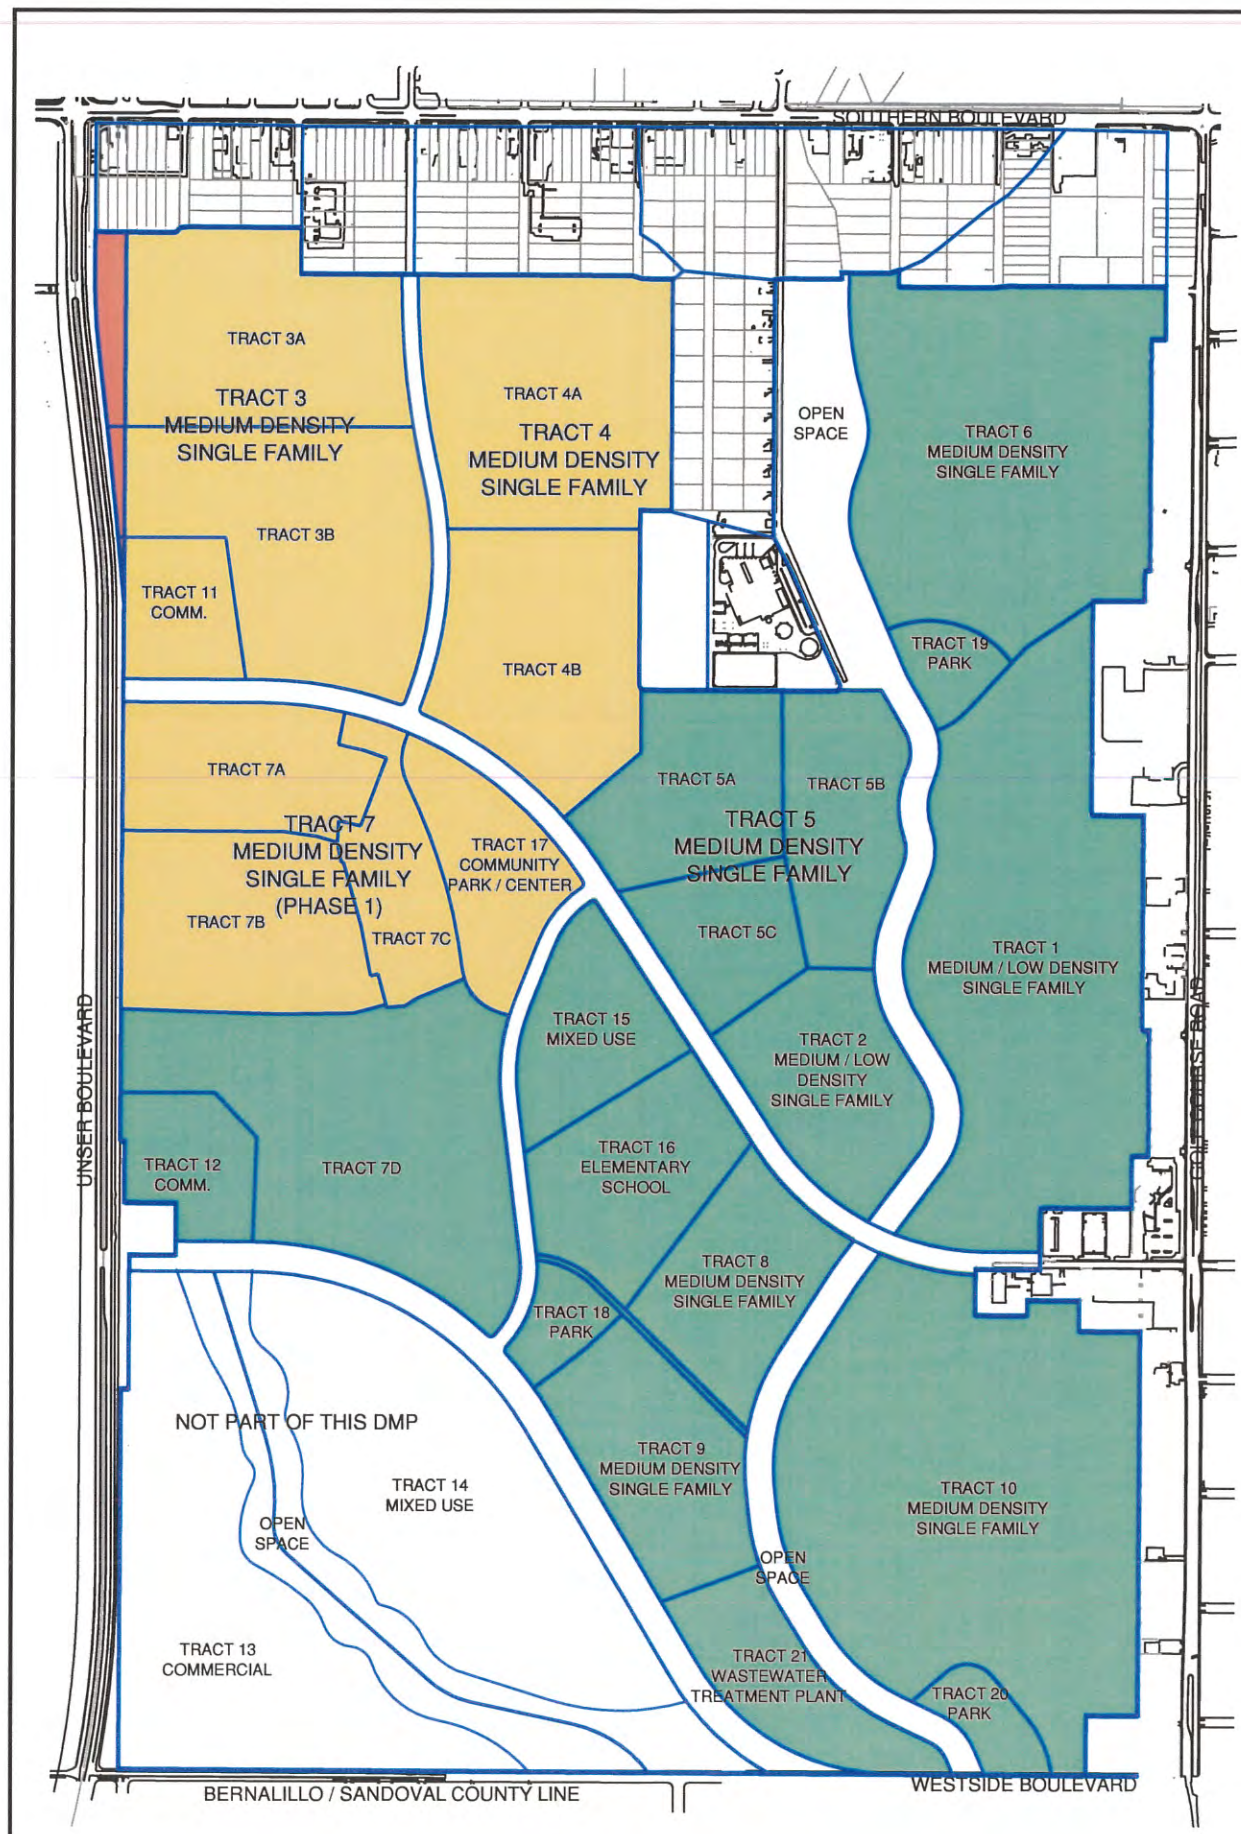 SOUTHERN BOULEVARD
TRACT 3A
TRACT 3
MEDIUM DENSITY
SINGLE FAMILY
TRACT 4A
TRACT 4
MEDIUM DENSITY
SINGLE FAMILY
OPEN
SPACE
TRACT 6
MEDIUM DENSITY
SINGLE FAMILY
TRACT 3B
TRACT 11
COMM.
TRACT 4B
TRACT 19
PARK
TRACT 7A
TRACT 5A
TRACT 5B
TRACT 7
MEDIUM DENSITY
SINGLE FAMILY
(PHASE 1)
TRACT 17
COMMUNITY
PARK / CENTER
TRACT 5
MEDIUM DENSITY
SINGLE FAMILY
TRACT 7B
TRACT 7C
TRACT 5C
TRACT 1
MEDIUM / LOW DENSITY
SINGLE FAMILY
UNSER BOULEVARD
GOLF COURSE ROAD
TRACT 15
MIXED USE
TRACT 2
MEDIUM / LOW
DENSITY
SINGLE FAMILY
TRACT 12
COMM.
TRACT 7D
TRACT 16
ELEMENTARY
SCHOOL
TRACT 8
MEDIUM DENSITY
SINGLE FAMILY
TRACT 18
PARK
NOT PART OF THIS DMP
TRACT 14
MIXED USE
OPEN
SPACE
TRACT 9
MEDIUM DENSITY
SINGLE FAMILY
TRACT 10
MEDIUM DENSITY
SINGLE FAMILY
OPEN
SPACE
TRACT 13
COMMERCIAL
TRACT 21
WASTEWATER
TREATMENT PLANT
TRACT 20
PARK
BERNALILLO / SANDOVAL COUNTY LINE
WESTSIDE BOULEVARD